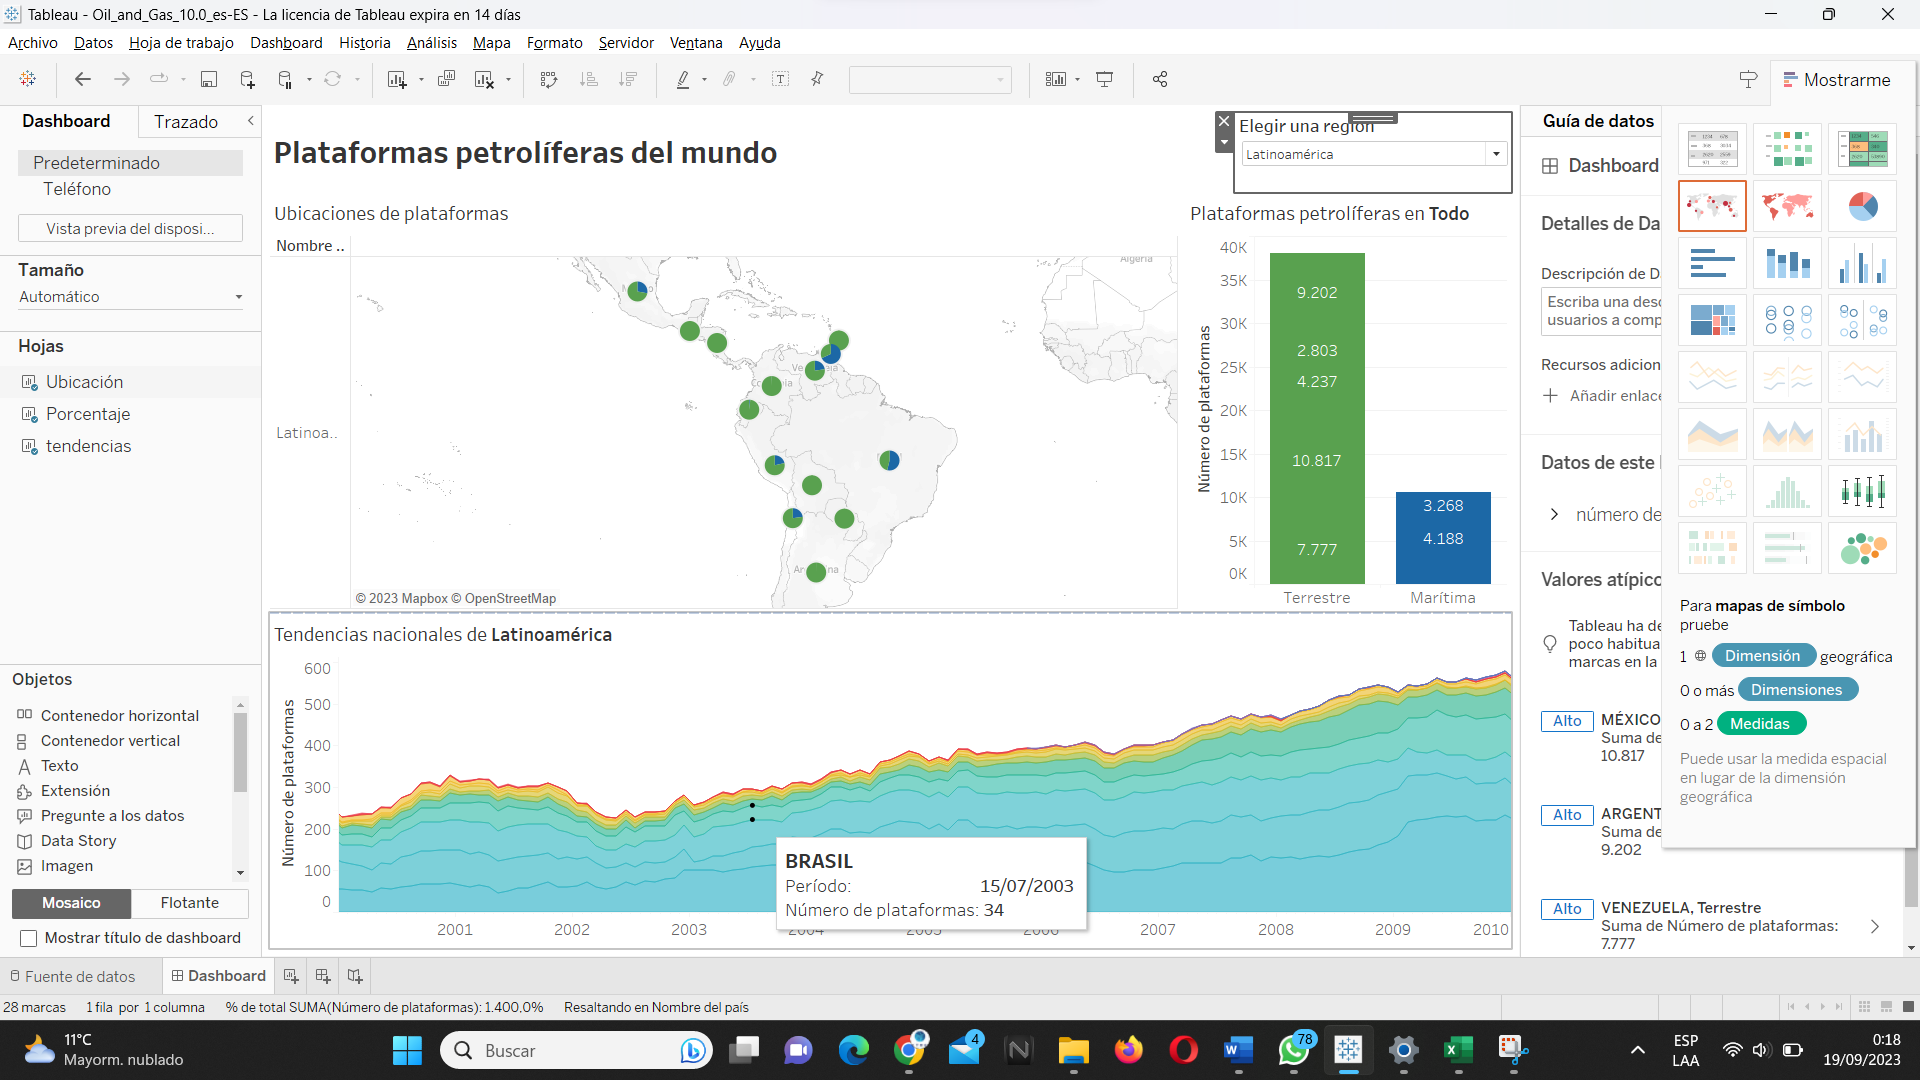 Tableau - Oil_and_Gas_10.0_es-ES - La licencia de Tableau expira en 14 días
Archivo Datos Hoja de trabajo Dashboard Historia Análisis Mapa Formato Servidor Ventana Ayuda
Mostrarme
Dashboard Trazado
Predeterminado
Teléfono
Vista previa del disposi...
Tamaño
Automático
Hojas
Ubicación
Porcentaje
tendencias
Objetos
Contenedor horizontal
Contenedor vertical
Texto
Extensión
Pregunte a los datos
Data Story
Imagen
Mosaico Flotante
Mostrar título de dashboard
Plataformas petrolíferas del mundo
Elegir una región
Latinoamérica
Ubicaciones de plataformas
Nombre ..
Latinoa..
Algeria
© 2023 Mapbox © OpenStreetMap
Plataformas petrolíferas en Todo
Número de plataformas
40K
35K
30K
25K
20K
15K
10K
5K
0K
9.202
2.803
4.237
10.817
7.777
3.268
4.188
Terrestre Marítima
Tendencias nacionales de Latinoamérica
Número de plataformas
600
500
400
300
200
100
0
BRASIL
Período: 15/07/2003
Número de plataformas: 34
2001 2002 2003 2004 2005 2006 2007 2008 2009 2010
Guía de datos
Dashboard
Detalles de Da
Descripción de D
Escriba una desc
usuarios a comp
Recursos adicion
Añadir enlace
Datos de este
número de
Valores atípico
Tableau ha de
poco habitua
marcas en la
Alto MÉXICO
Suma de
10.817
Alto ARGENT
Suma de
9.202
Alto VENEZUELA, Terrestre
Suma de Número de plataformas:
7.777
Para mapas de símbolo
pruebe
1 Dimensión geográfica
0 o más Dimensiones
0 a 2 Medidas
Puede usar la medida espacial
en lugar de la dimensión
geográfica
Fuente de datos Dashboard
28 marcas 1 fila por 1 columna % de total SUMA(Número de plataformas): 1.400,0% Resaltando en Nombre del país
11°C
Mayorm. nublado
Buscar
4
78
ESP
LAA
0:18
19/09/2023